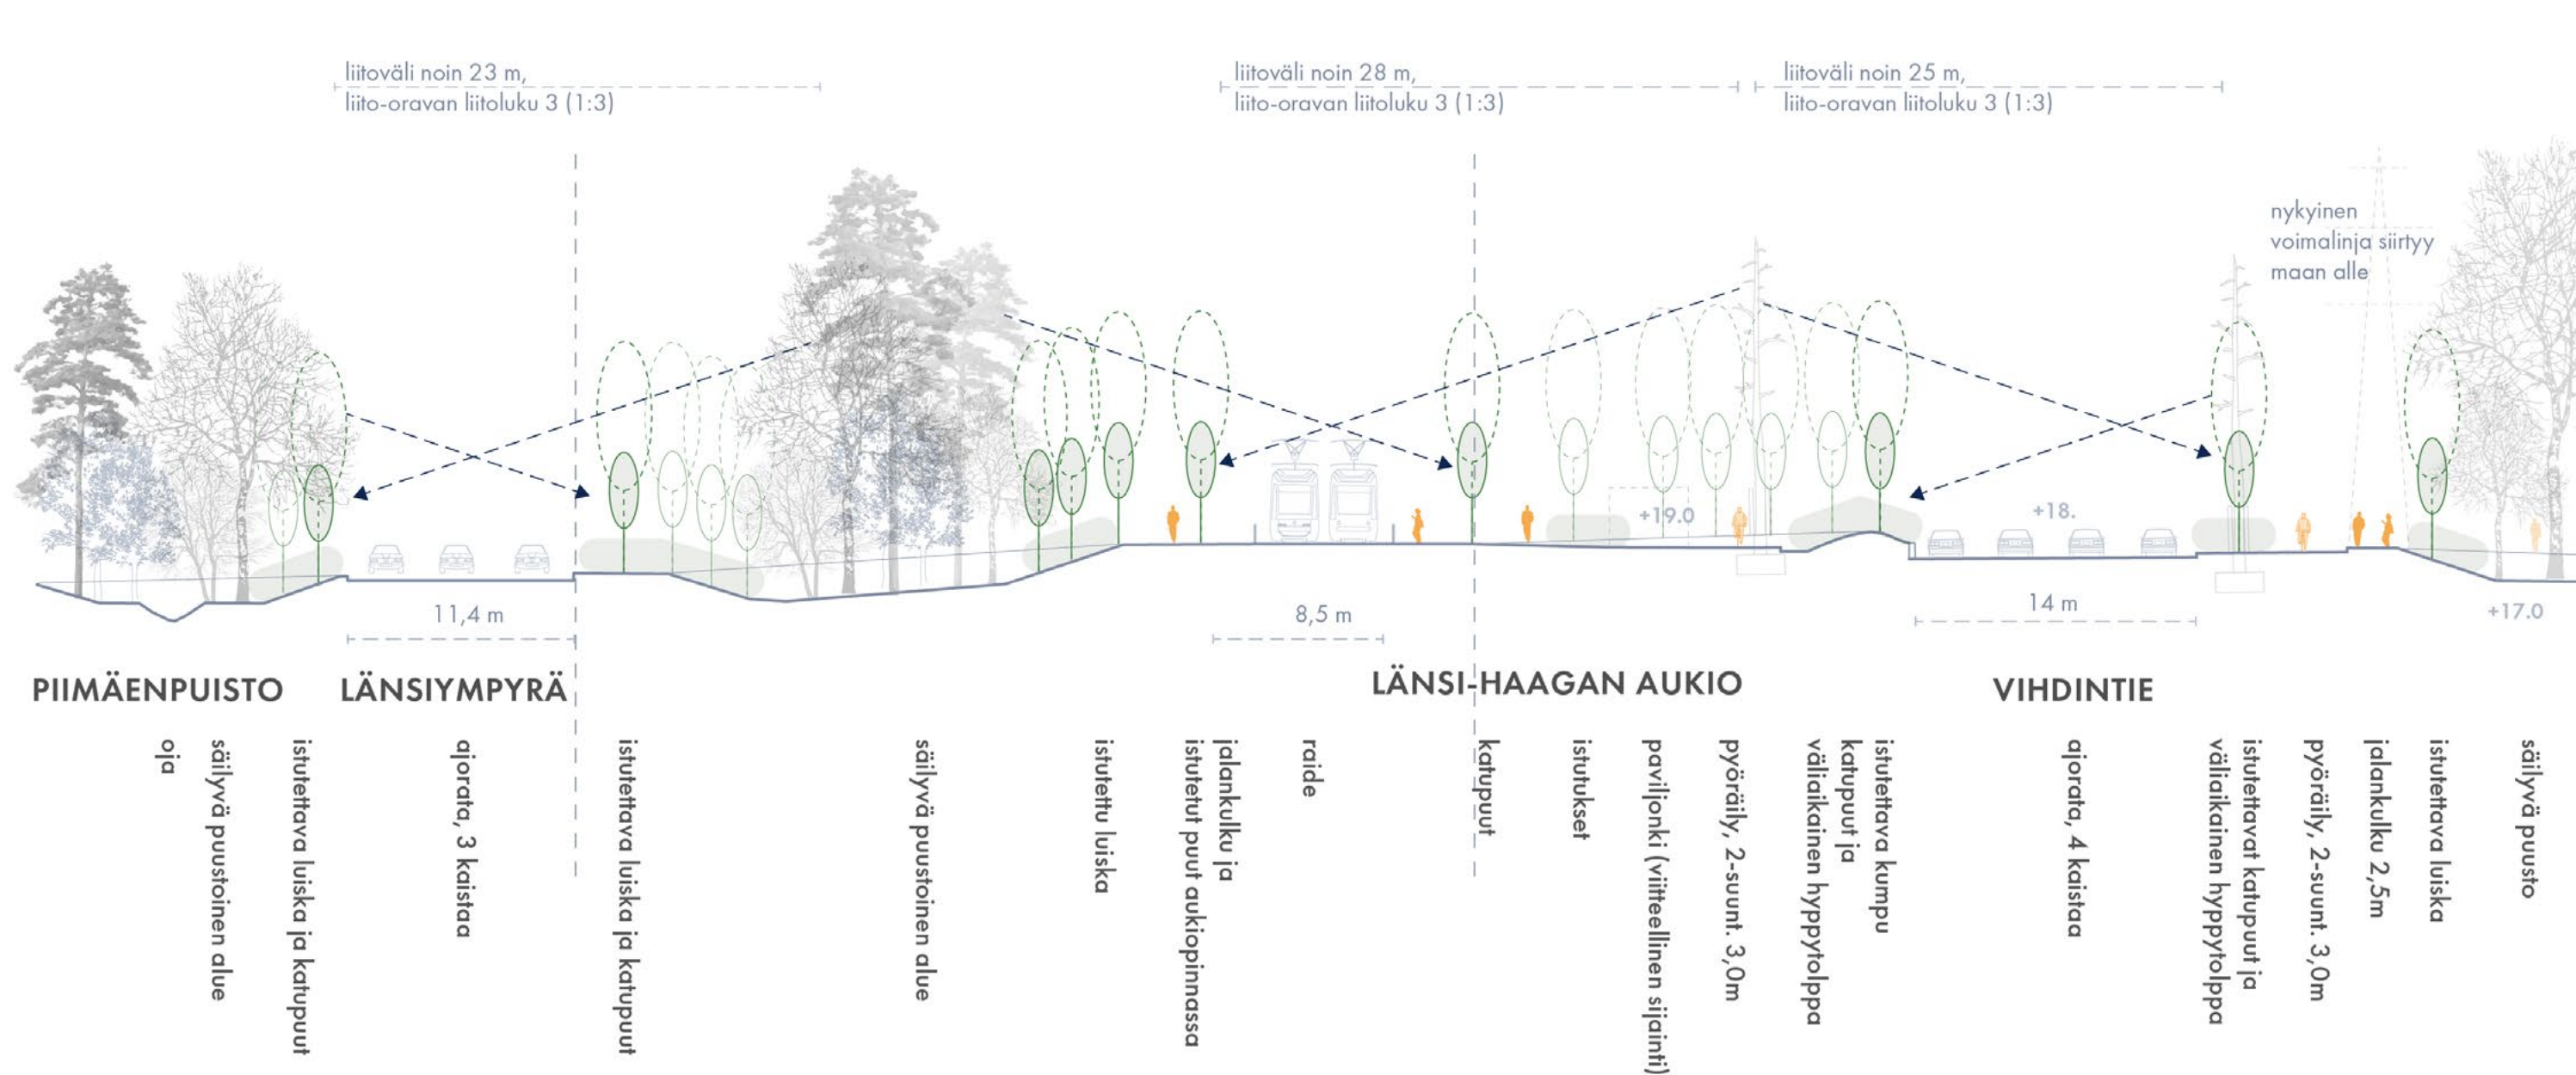 liitoväli noin 23 m,
liito-oravan liitoluku 3 (1:3)
liitoväli noin 28 m,
liito-oravan liitoluku 3 (1:3)
liitoväli noin 25 m,
liito-oravan liitoluku 3 (1:3)
nykyinen
voimalinja siirtyy
maan alle
+19.0
+18.
+17.0
11,4 m
8,5 m
14 m
PIIMÄENPUISTO
LÄNSIYMPYRÄ
LÄNSI-HAAGAN AUKIO
VIHDINTIE
oja
säilyvä puustoinen alue
istutettava luiska ja katupuut
ajorata, 3 kaistaa
istutettava luiska ja katupuut
säilyvä puustoinen alue
istutettu luiska
jalankulku ja
istutetut puut aukiopinnassa
raide
katupuut
istutukset
paviljonki (viitteellinen sijainti)
pyöräily, 2-suunt. 3,0m
istutettava kumpu
katupuut ja
väliaikainen hyppytolppa
ajorata, 4 kaistaa
istutettavat katupuut ja
väliaikainen hyppytolppa
pyöräily, 2-suunt. 3,0m
jalankulku 2,5m
istutettava luiska
säilyvä puusto